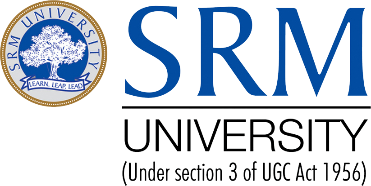 SRM UNIVERSITY
LEARN, LEAP, LEAD
SRM
UNIVERSITY
(Under section 3 of UGC Act 1956)